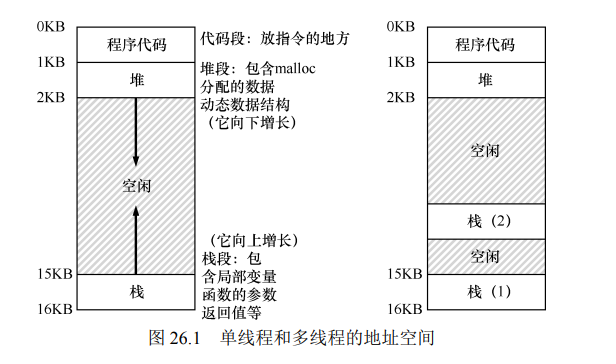 0KB
程序代码
代码段：放指令的地方
1KB
堆
堆段：包含malloc
分配的数据
动态数据结构
（它向下增长）
2KB
空闲
（它向上增长）
栈段：包
含局部变量
函数的参数
返回值等
15KB
栈
16KB
0KB
程序代码
1KB
堆
2KB
空闲
栈（2）
空闲
15KB
栈（1）
16KB
图 26.1 单线程和多线程的地址空间